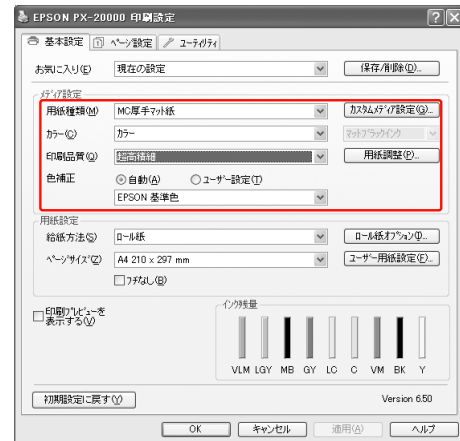 EPSON PX-20000 印刷設定
基本設定 ページ設定 ユーティリティ
お気に入り(E) 現在の設定 保存/削除(D)...
メディア設定
用紙種類(M) MC厚手マット紙 カスタムメディア設定(G)...
カラー(C) カラー マットブラックインク
印刷品質(Q) 超高精細 用紙調整(P)...
色補正 自動(A) ユーザー設定(T)
EPSON 基準色
用紙設定
給紙方法(S) ロール紙 ロール紙オプション(I)...
ページサイズ(Z) A4 210 x 297 mm ユーザー用紙設定(F)...
フチなし(B)
印刷プレビューを
表示する(V)
インク残量
VLM LGY MB GY LC C VM BK Y
初期設定に戻す(Y) Version 6.50
OK キャンセル 適用(A) ヘルプ